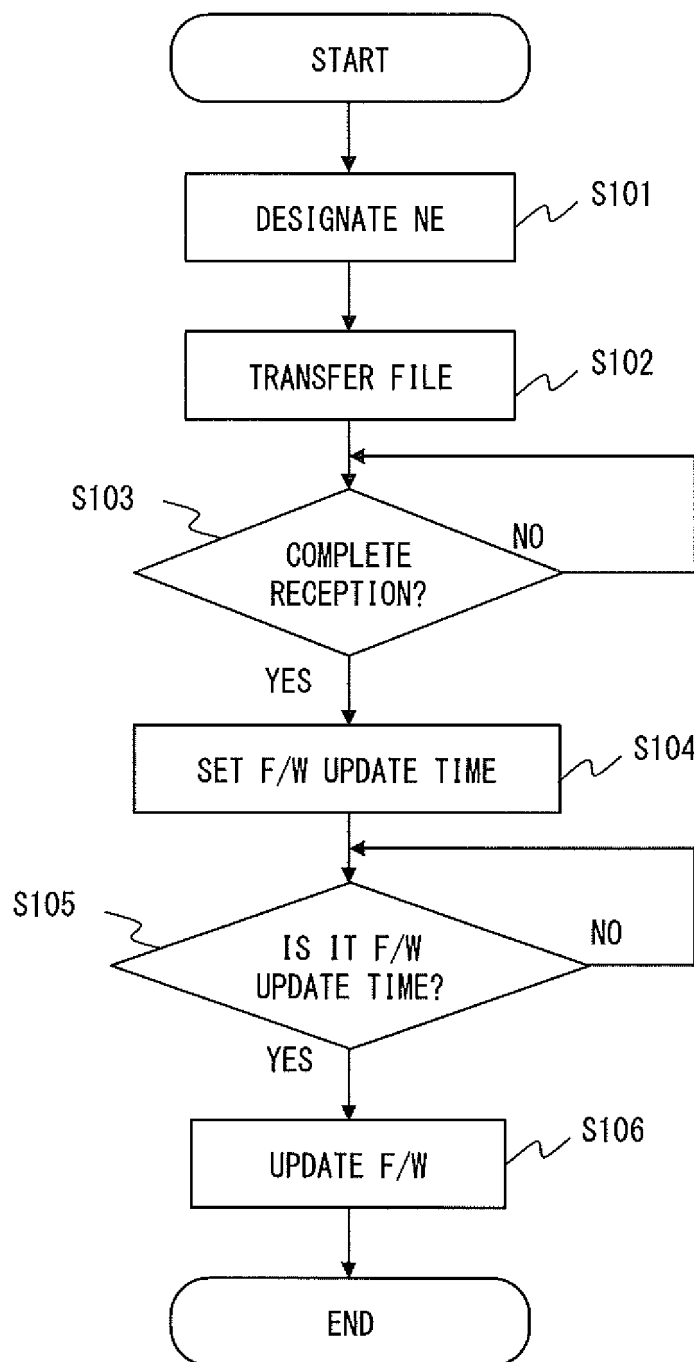 START
DESIGNATE NE
S101
TRANSFER FILE
S102
S103
COMPLETE
RECEPTION?
NO
YES
SET F/W UPDATE TIME
S104
S105
IS IT F/W
UPDATE TIME?
NO
YES
UPDATE F/W
S106
END